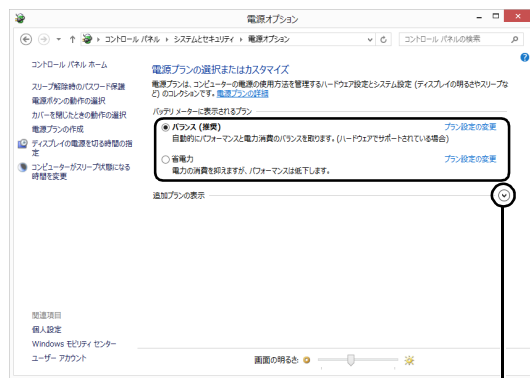 電源オプション
コントロール パネル ▸ システムとセキュリティ ▸ 電源オプション
コントロール パネルの検索
コントロール パネル ホーム
スリープ解除時のパスワード保護
電源ボタンの動作の選択
カバーを閉じたときの動作の選択
電源プランの作成
ディスプレイの電源を切る時間の指
定
コンピューターがスリープ状態になる
時間を変更
電源プランの選択またはカスタマイズ
電源プランは、コンピューターの電源の使用方法を管理するハードウェア設定とシステム設定 (ディスプレイの明るさやスリープな
ど) のコレクションです。電源プランの詳細
バッテリ メーターに表示されるプラン
バランス (推奨) プラン設定の変更
自動的にパフォーマンスと電力消費のバランスを取ります。(ハードウェアでサポートされている場合)
省電力 プラン設定の変更
電力の消費を抑えますが、パフォーマンスは低下します。
追加プランの表示
関連項目
個人設定
Windows モビリティ センター
ユーザー アカウント
画面の明るさ: